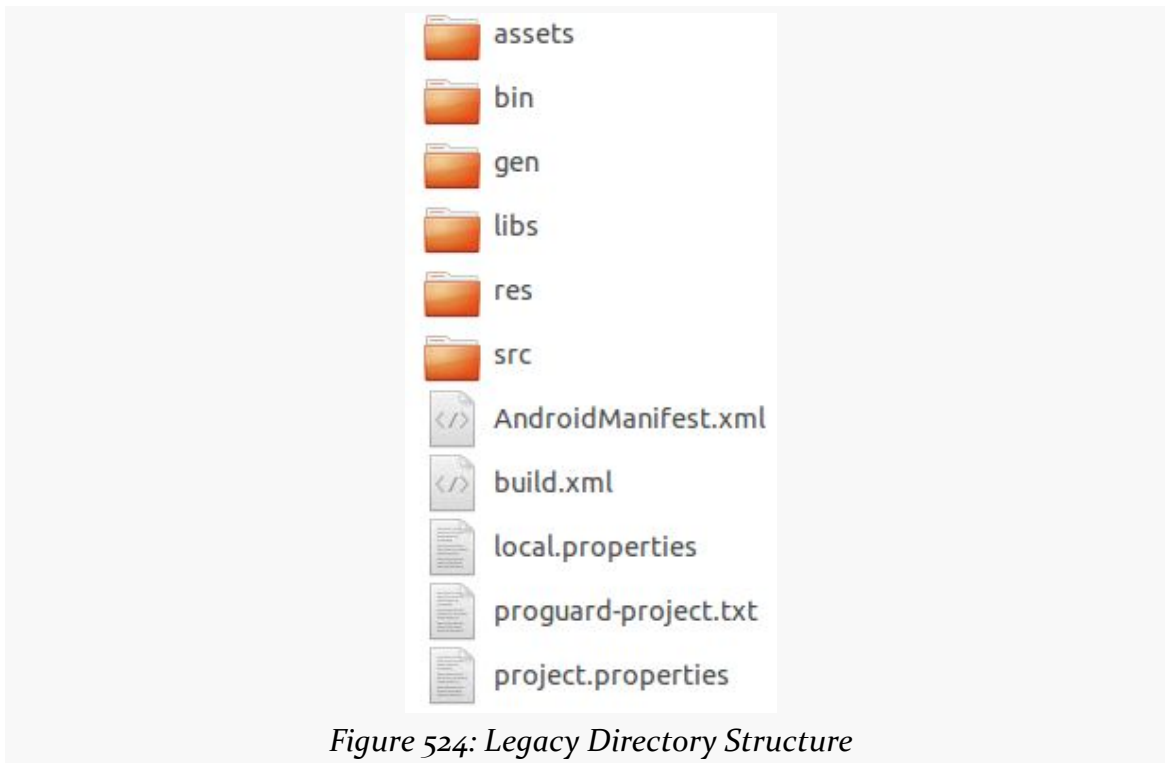 assets
bin
gen
libs
res
src
AndroidManifest.xml
build.xml
local.properties
proguard-project.txt
project.properties
Figure 524: Legacy Directory Structure